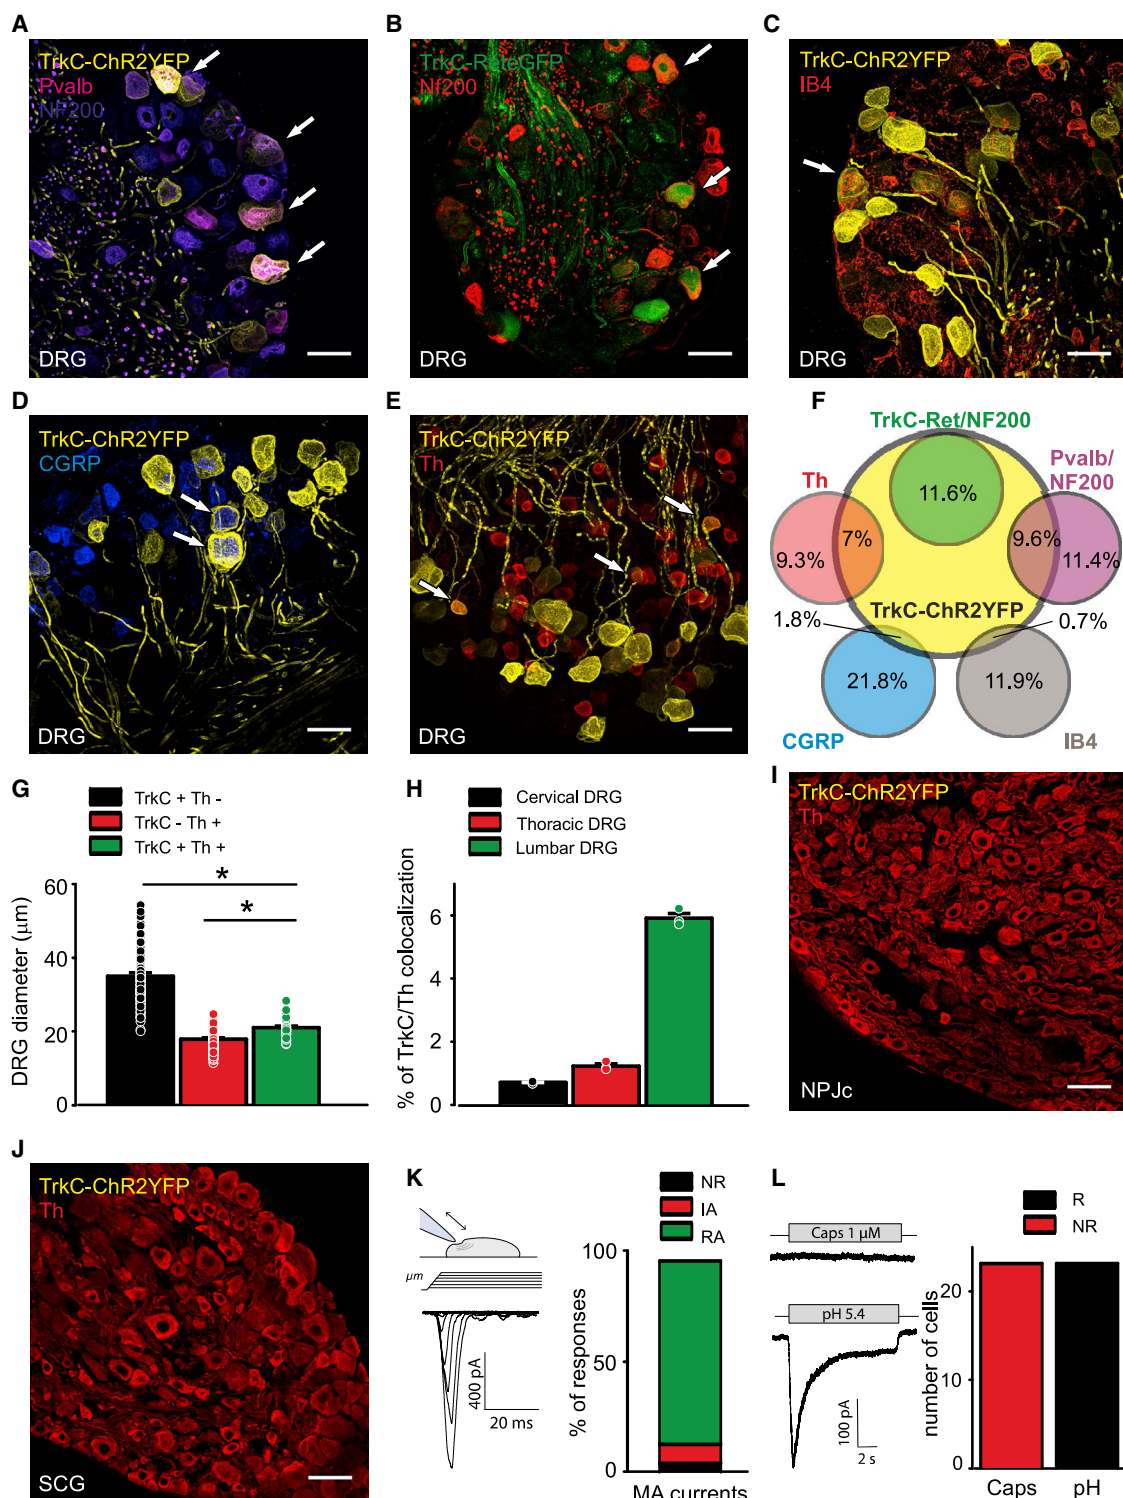 A
TrkC-ChR2YFP
Pvalb
NF200
DRG
B
TrkC-ReteGFP
Nf200
DRG
C
TrkC-ChR2YFP
IB4
DRG
D
TrkC-ChR2YFP
CGRP
DRG
E
TrkC-ChR2YFP
Th
DRG
F
TrkC-Ret/NF200
Pvalb/
NF200
Th
11.6%
7%
9.6%
9.3%
11.4%
TrkC-ChR2YFP
1.8%
0.7%
21.8%
11.9%
CGRP
IB4
G
TrkC + Th -
TrkC - Th +
TrkC + Th +
*
*
DRG diameter (μm)
60
40
20
0
H
Cervical DRG
Thoracic DRG
Lumbar DRG
% of TrkC/Th colocalization
6
4
2
0
I
TrkC-ChR2YFP
Th
NPJc
J
TrkC-ChR2YFP
Th
SCG
K
NR
IA
RA
μm
400 pA
20 ms
% of responses
100
50
0
MA currents
L
R
NR
Caps 1 μM
pH 5.4
100 pA
2 s
number of cells
20
10
0
Caps
pH